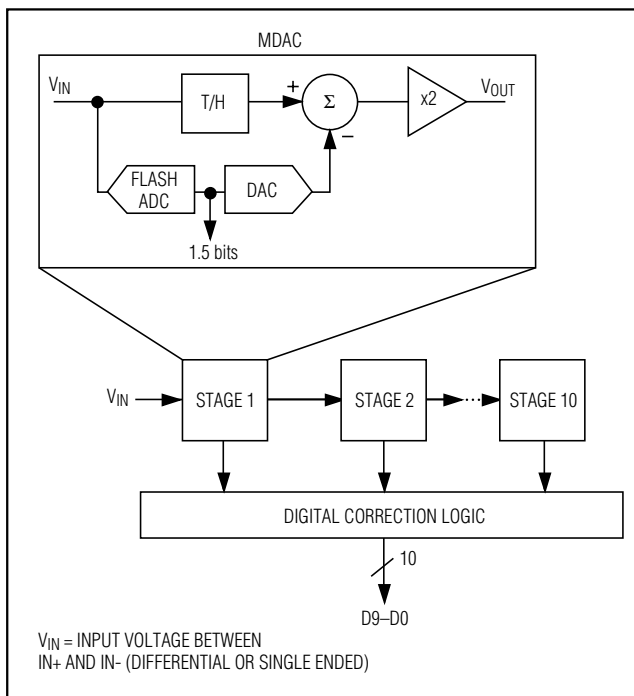 MDAC
VIN
T/H
+
Σ
−
x2
VOUT
FLASH
ADC
DAC
1.5 bits
VIN
STAGE 1
STAGE 2
...
STAGE 10
DIGITAL CORRECTION LOGIC
10
D9–D0
VIN = INPUT VOLTAGE BETWEEN
IN+ AND IN- (DIFFERENTIAL OR SINGLE ENDED)